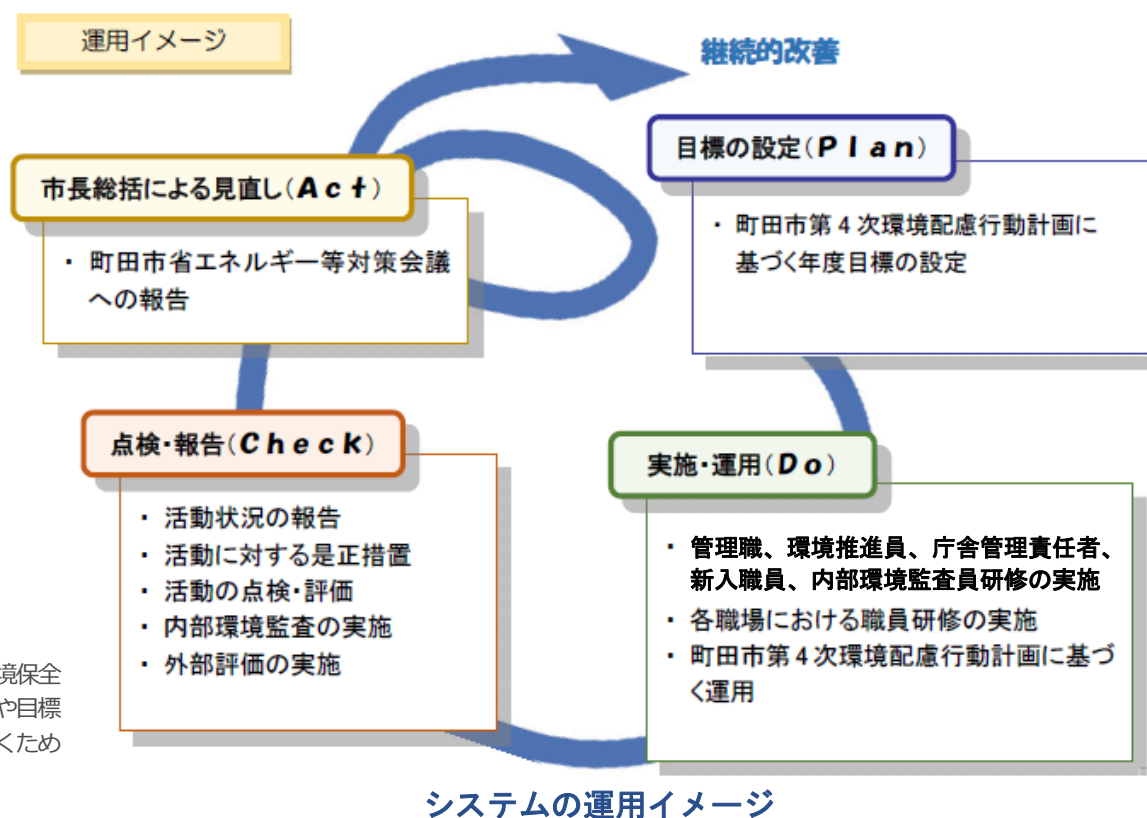 運用イメージ
継続的改善
目標の設定(Plan)
・ 町田市第4次環境配慮行動計画に
基づく年度目標の設定
市長総括による見直し(Act)
・ 町田市省エネルギー等対策会議
への報告
点検・報告(Check)
・ 活動状況の報告
・ 活動に対する是正措置
・ 活動の点検・評価
・ 内部環境監査の実施
・ 外部評価の実施
実施・運用(Do)
・ 管理職、環境推進員、庁舎管理責任者、
新入職員、内部環境監査員研修の実施
・ 各職場における職員研修の実施
・ 町田市第4次環境配慮行動計画に基づ
く運用
境保全
や目標
くため
システムの運用イメージ